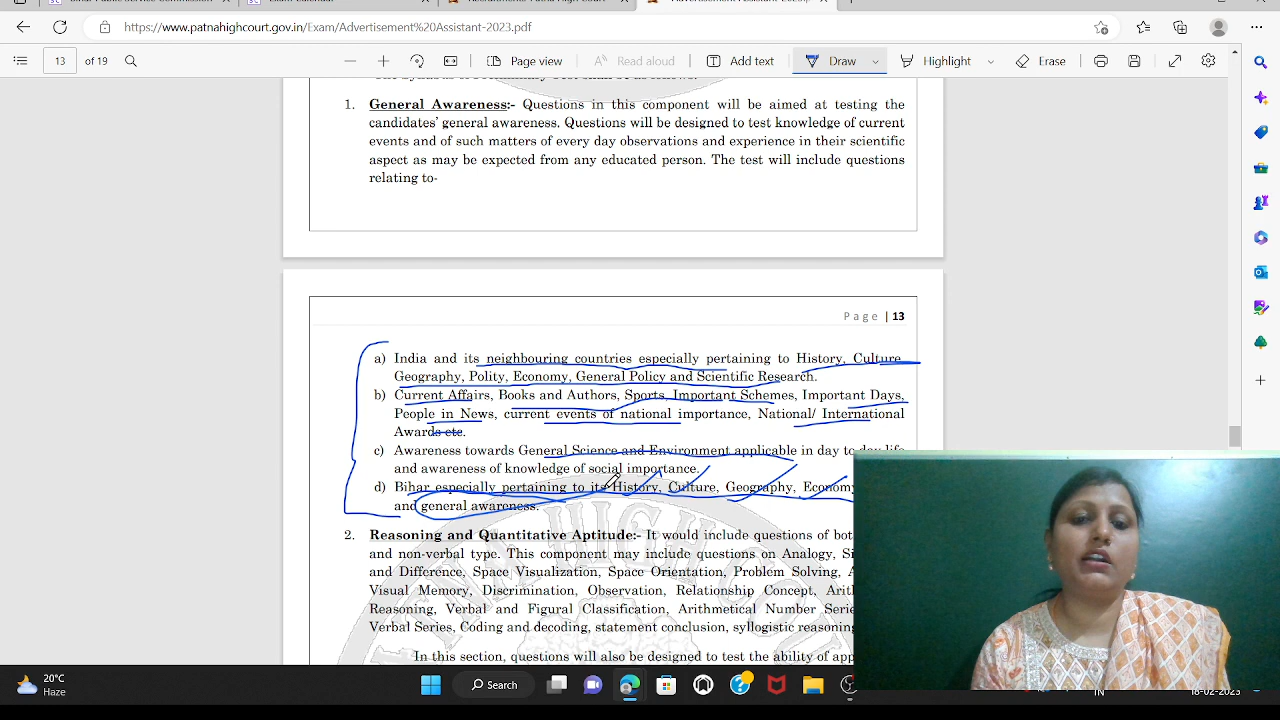 https://www.patnahighcourt.gov.in/Exam/Advertisement%20Assistant-2023.pdf
13 of 19 Page view Read aloud Add text Draw Highlight Erase
1. General Awareness:- Questions in this component will be aimed at testing the
candidates' general awareness. Questions will be designed to test knowledge of current
events and of such matters of every day observations and experience in their scientific
aspect as may be expected from any educated person. The test will include questions
relating to-
Page | 13
a) India and its neighbouring countries especially pertaining to History, Culture,
Geography, Polity, Economy, General Policy and Scientific Research.
b) Current Affairs, Books and Authors, Sports, Important Schemes, Important Days,
People in News, current events of national importance, National/ International
Awards etc.
c) Awareness towards General Science and Environment applicable in day to day life
and awareness of knowledge of social importance.
d) Bihar especially pertaining to its History, Culture, Geography, Economy
and general awareness.
2. Reasoning and Quantitative Aptitude:- It would include questions of bot
and non-verbal type. This component may include questions on Analogy, Si
and Difference, Space Visualization, Space Orientation, Problem Solving, A
Visual Memory, Discrimination, Observation, Relationship Concept, Arit
Reasoning, Verbal and Figural Classification, Arithmetical Number Serie
Verbal Series, Coding and decoding, statement conclusion, syllogistic reasoning
In this section, questions will also be designed to test the ability of app
20°C
Haze
Search
IN
18-02-2023